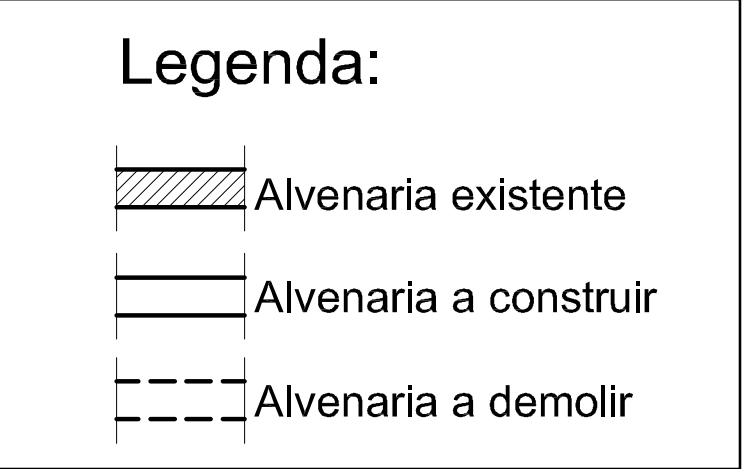 Legenda:
Alvenaria existente
Alvenaria a construir
Alvenaria a demolir